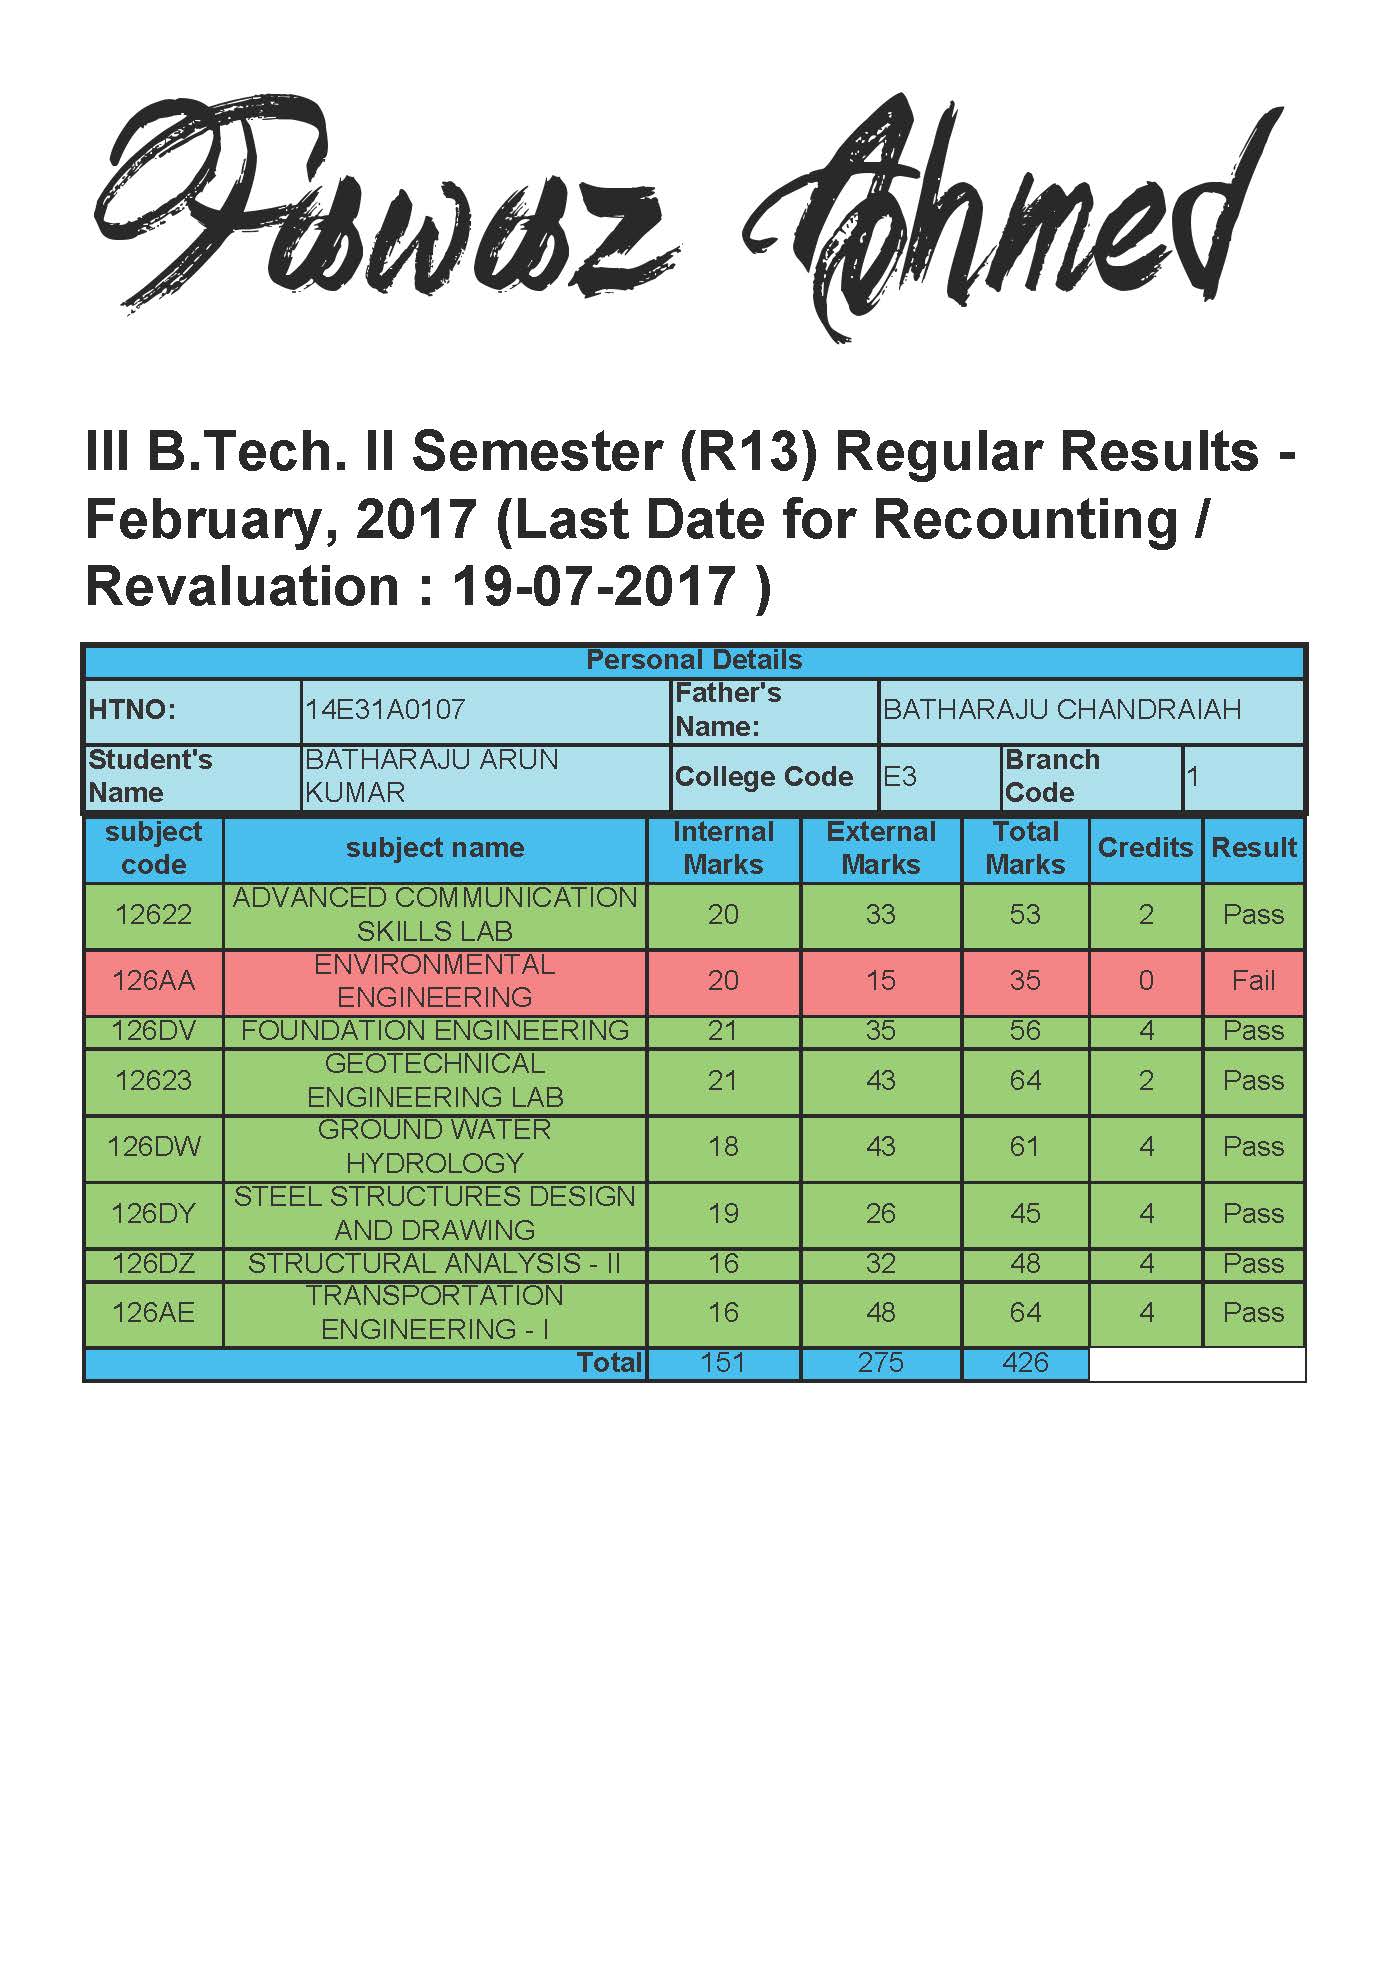 Fawaz Ahmed
III B.Tech. II Semester (R13) Regular Results -
February, 2017 (Last Date for Recounting /
Revaluation : 19-07-2017 )
Personal Details
HTNO: 14E31A0107 Father's Name: BATHARAJU CHANDRAIAH
Student's Name BATHARAJU ARUN KUMAR College Code E3 Branch Code 1
subject code subject name Internal Marks External Marks Total Marks Credits Result
12622 ADVANCED COMMUNICATION SKILLS LAB 20 33 53 2 Pass
126AA ENVIRONMENTAL ENGINEERING 20 15 35 0 Fail
126DV FOUNDATION ENGINEERING 21 35 56 4 Pass
12623 GEOTECHNICAL ENGINEERING LAB 21 43 64 2 Pass
126DW GROUND WATER HYDROLOGY 18 43 61 4 Pass
126DY STEEL STRUCTURES DESIGN AND DRAWING 19 26 45 4 Pass
126DZ STRUCTURAL ANALYSIS - II 16 32 48 4 Pass
126AE TRANSPORTATION ENGINEERING - I 16 48 64 4 Pass
Total 151 275 426